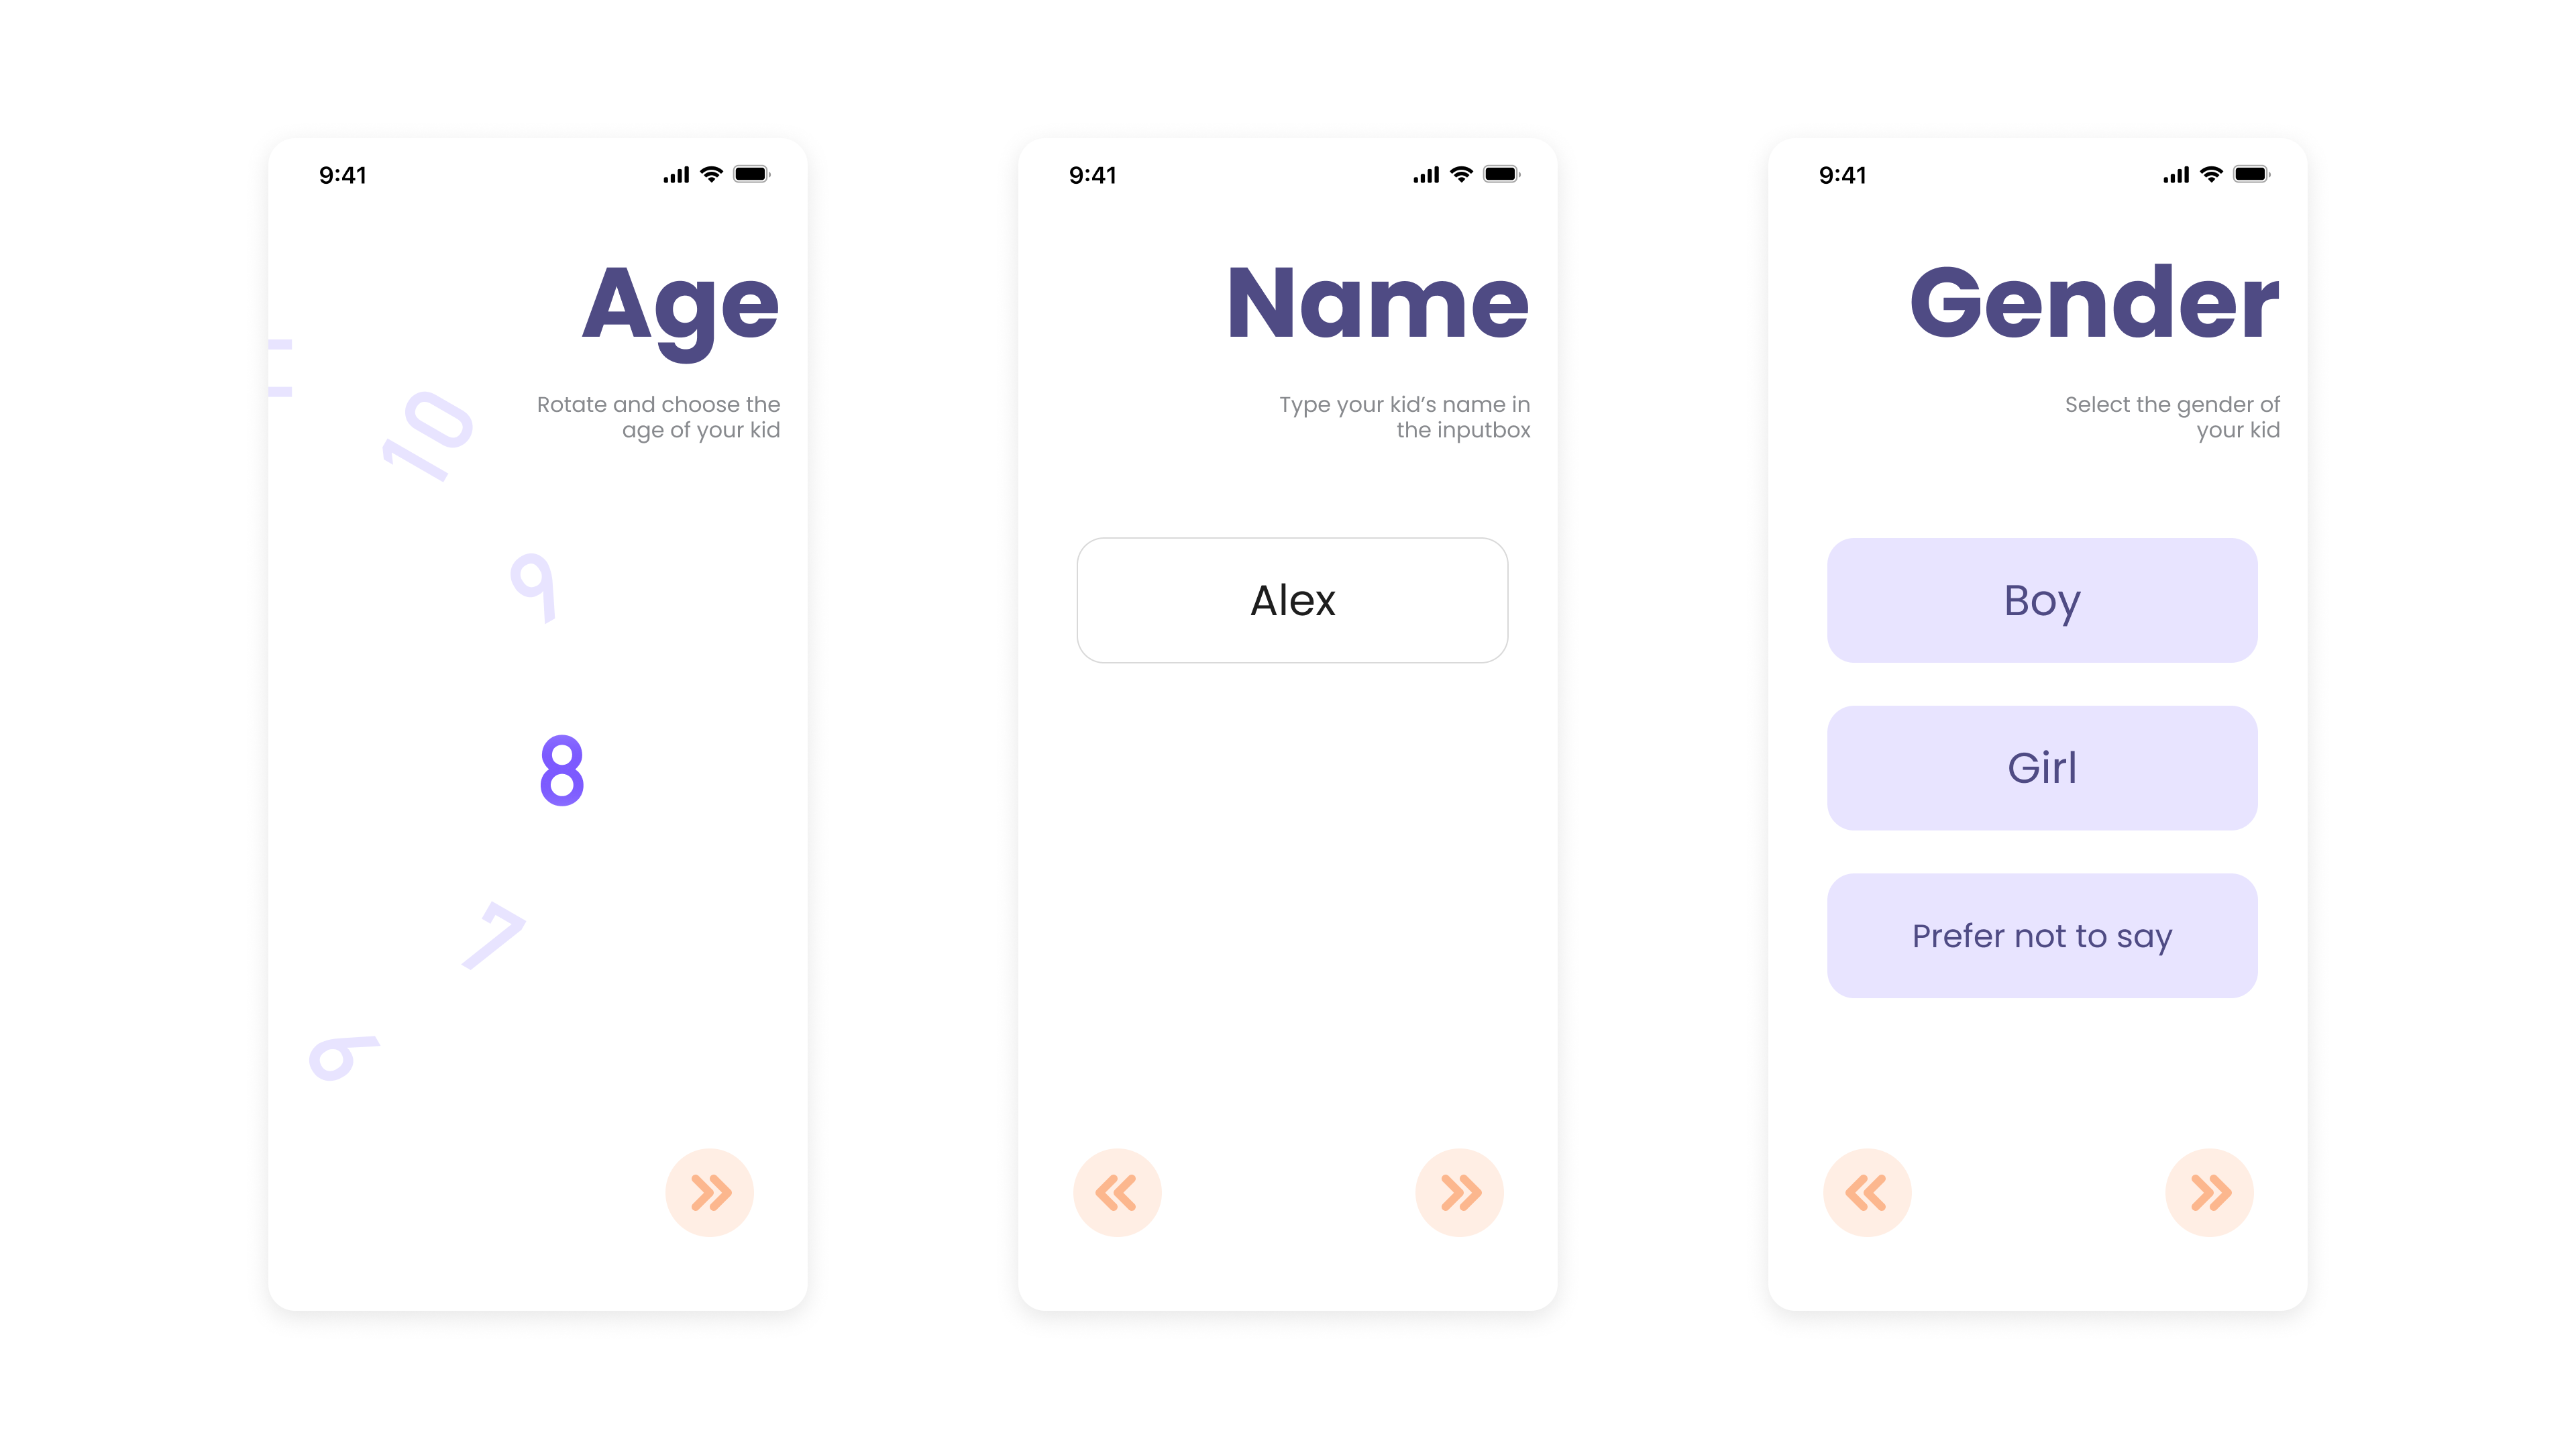 9:41
Age
Rotate and choose the
age of your kid
10
9
8
7
6
9:41
Name
Type your kid’s name in
the inputbox
Alex
9:41
Gender
Select the gender of
your kid
Boy
Girl
Prefer not to say